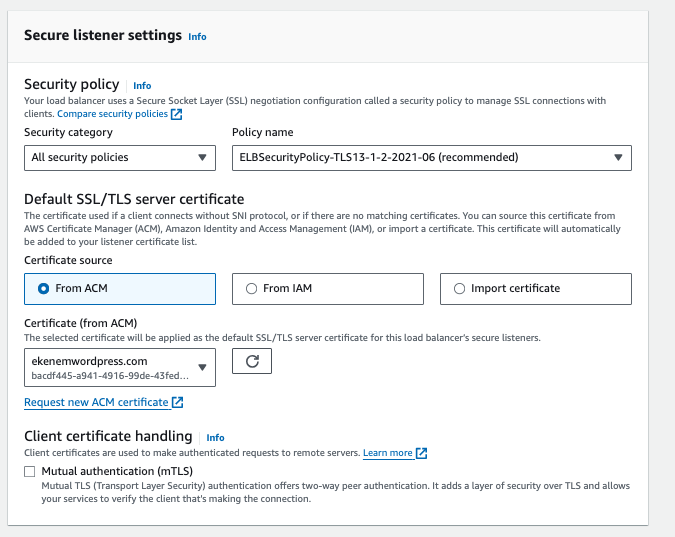 Secure listener settings Info
Security policy Info
Your load balancer uses a Secure Socket Layer (SSL) negotiation configuration called a security policy to manage SSL connections with
clients. Compare security policies
Security category Policy name
All security policies ELBSecurityPolicy-TLS13-1-2-2021-06 (recommended)
Default SSL/TLS server certificate
The certificate used if a client connects without SNI protocol, or if there are no matching certificates. You can source this certificate from
AWS Certificate Manager (ACM), Amazon Identity and Access Management (IAM), or import a certificate. This certificate will automatically
be added to your listener certificate list.
Certificate source
From ACM From IAM Import certificate
Certificate (from ACM)
The selected certificate will be applied as the default SSL/TLS server certificate for this load balancer's secure listeners.
ekenemwordpress.com
bacdf445-a941-4916-99de-43fed...
Request new ACM certificate
Client certificate handling Info
Client certificates are used to make authenticated requests to remote servers. Learn more
Mutual authentication (mTLS)
Mutual TLS (Transport Layer Security) authentication offers two-way peer authentication. It adds a layer of security over TLS and allows
your services to verify the client that's making the connection.